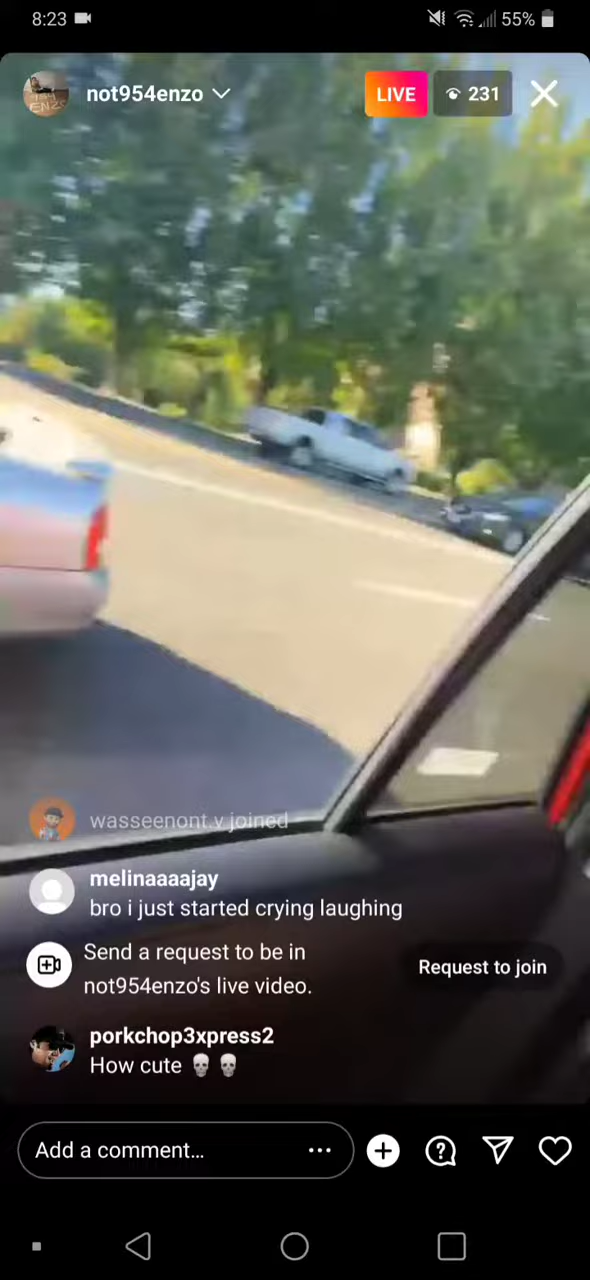 8:23 55%
not954enzo LIVE 231
wasseenont.v joined
melinaaaajay
bro i just started crying laughing
Send a request to be in
not954enzo's live video.
Request to join
porkchop3xpress2
How cute 💀💀
Add a comment...